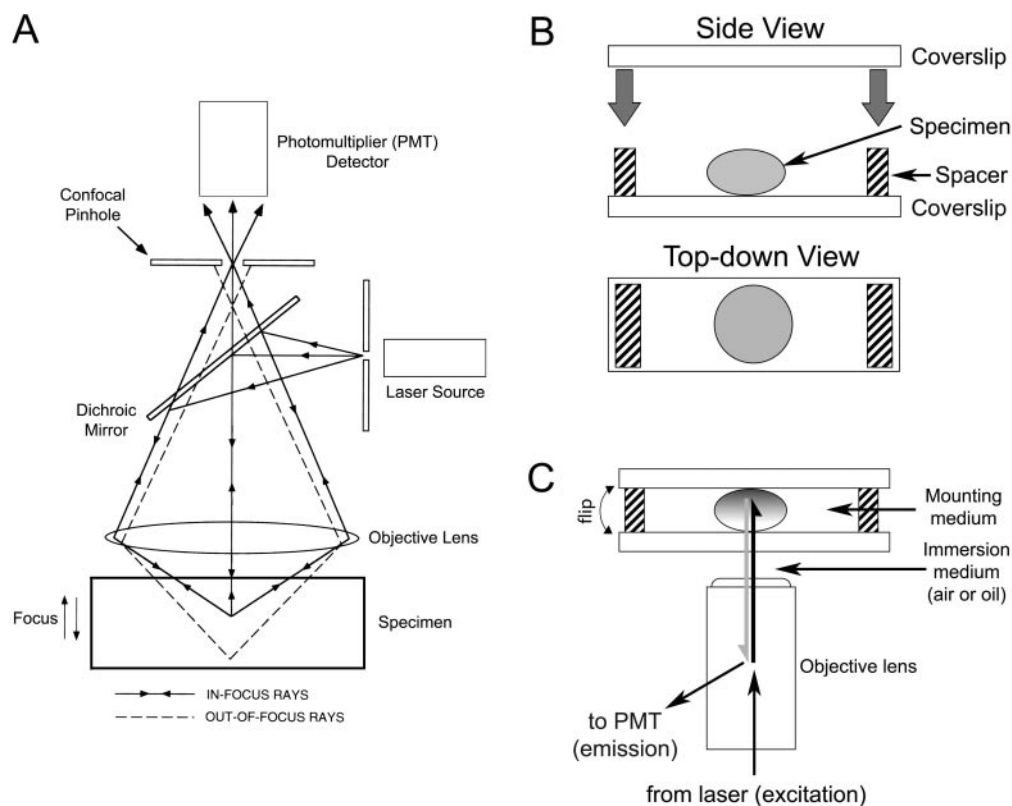 A
Photomultiplier (PMT)
Detector
Confocal
Pinhole
Laser Source
Dichroic
Mirror
Objective Lens
Focus
Specimen
IN-FOCUS RAYS
OUT-OF-FOCUS RAYS
B
Side View
Coverslip
Specimen
Spacer
Coverslip
Top-down View
C
flip
Mounting
medium
Immersion
medium
(air or oil)
Objective lens
to PMT
(emission)
from laser (excitation)